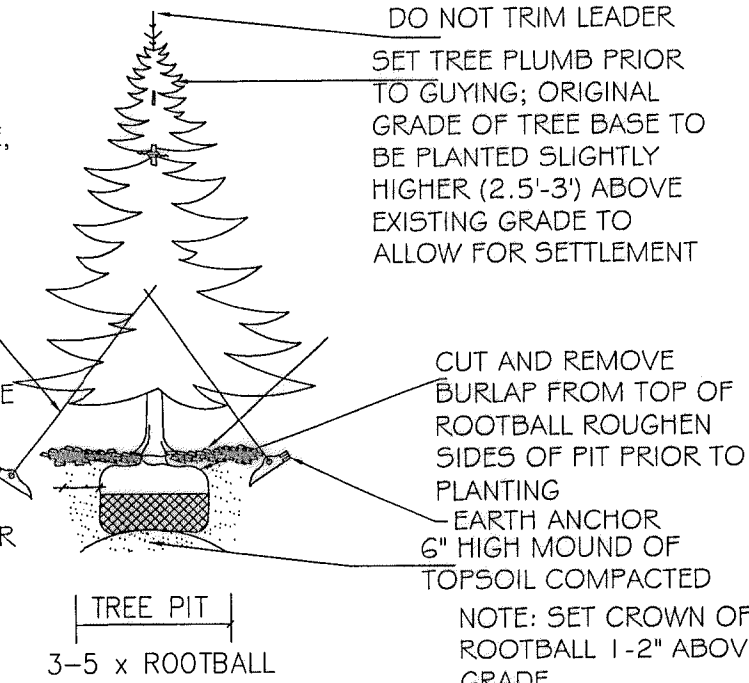 DO NOT TRIM LEADER
SET TREE PLUMB PRIOR
TO GUYING; ORIGINAL
GRADE OF TREE BASE TO
BE PLANTED SLIGHTLY
HIGHER (2.5'-3') ABOVE
EXISTING GRADE TO
ALLOW FOR SETTLEMENT
CUT AND REMOVE
BURLAP FROM TOP OF
ROOTBALL ROUGHEN
SIDES OF PIT PRIOR TO
PLANTING
EARTH ANCHOR
6" HIGH MOUND OF
TOPSOIL COMPACTED
TREE PIT
3-5 x ROOTBALL
NOTE: SET CROWN OF
ROOTBALL 1-2" ABOV
GRADE